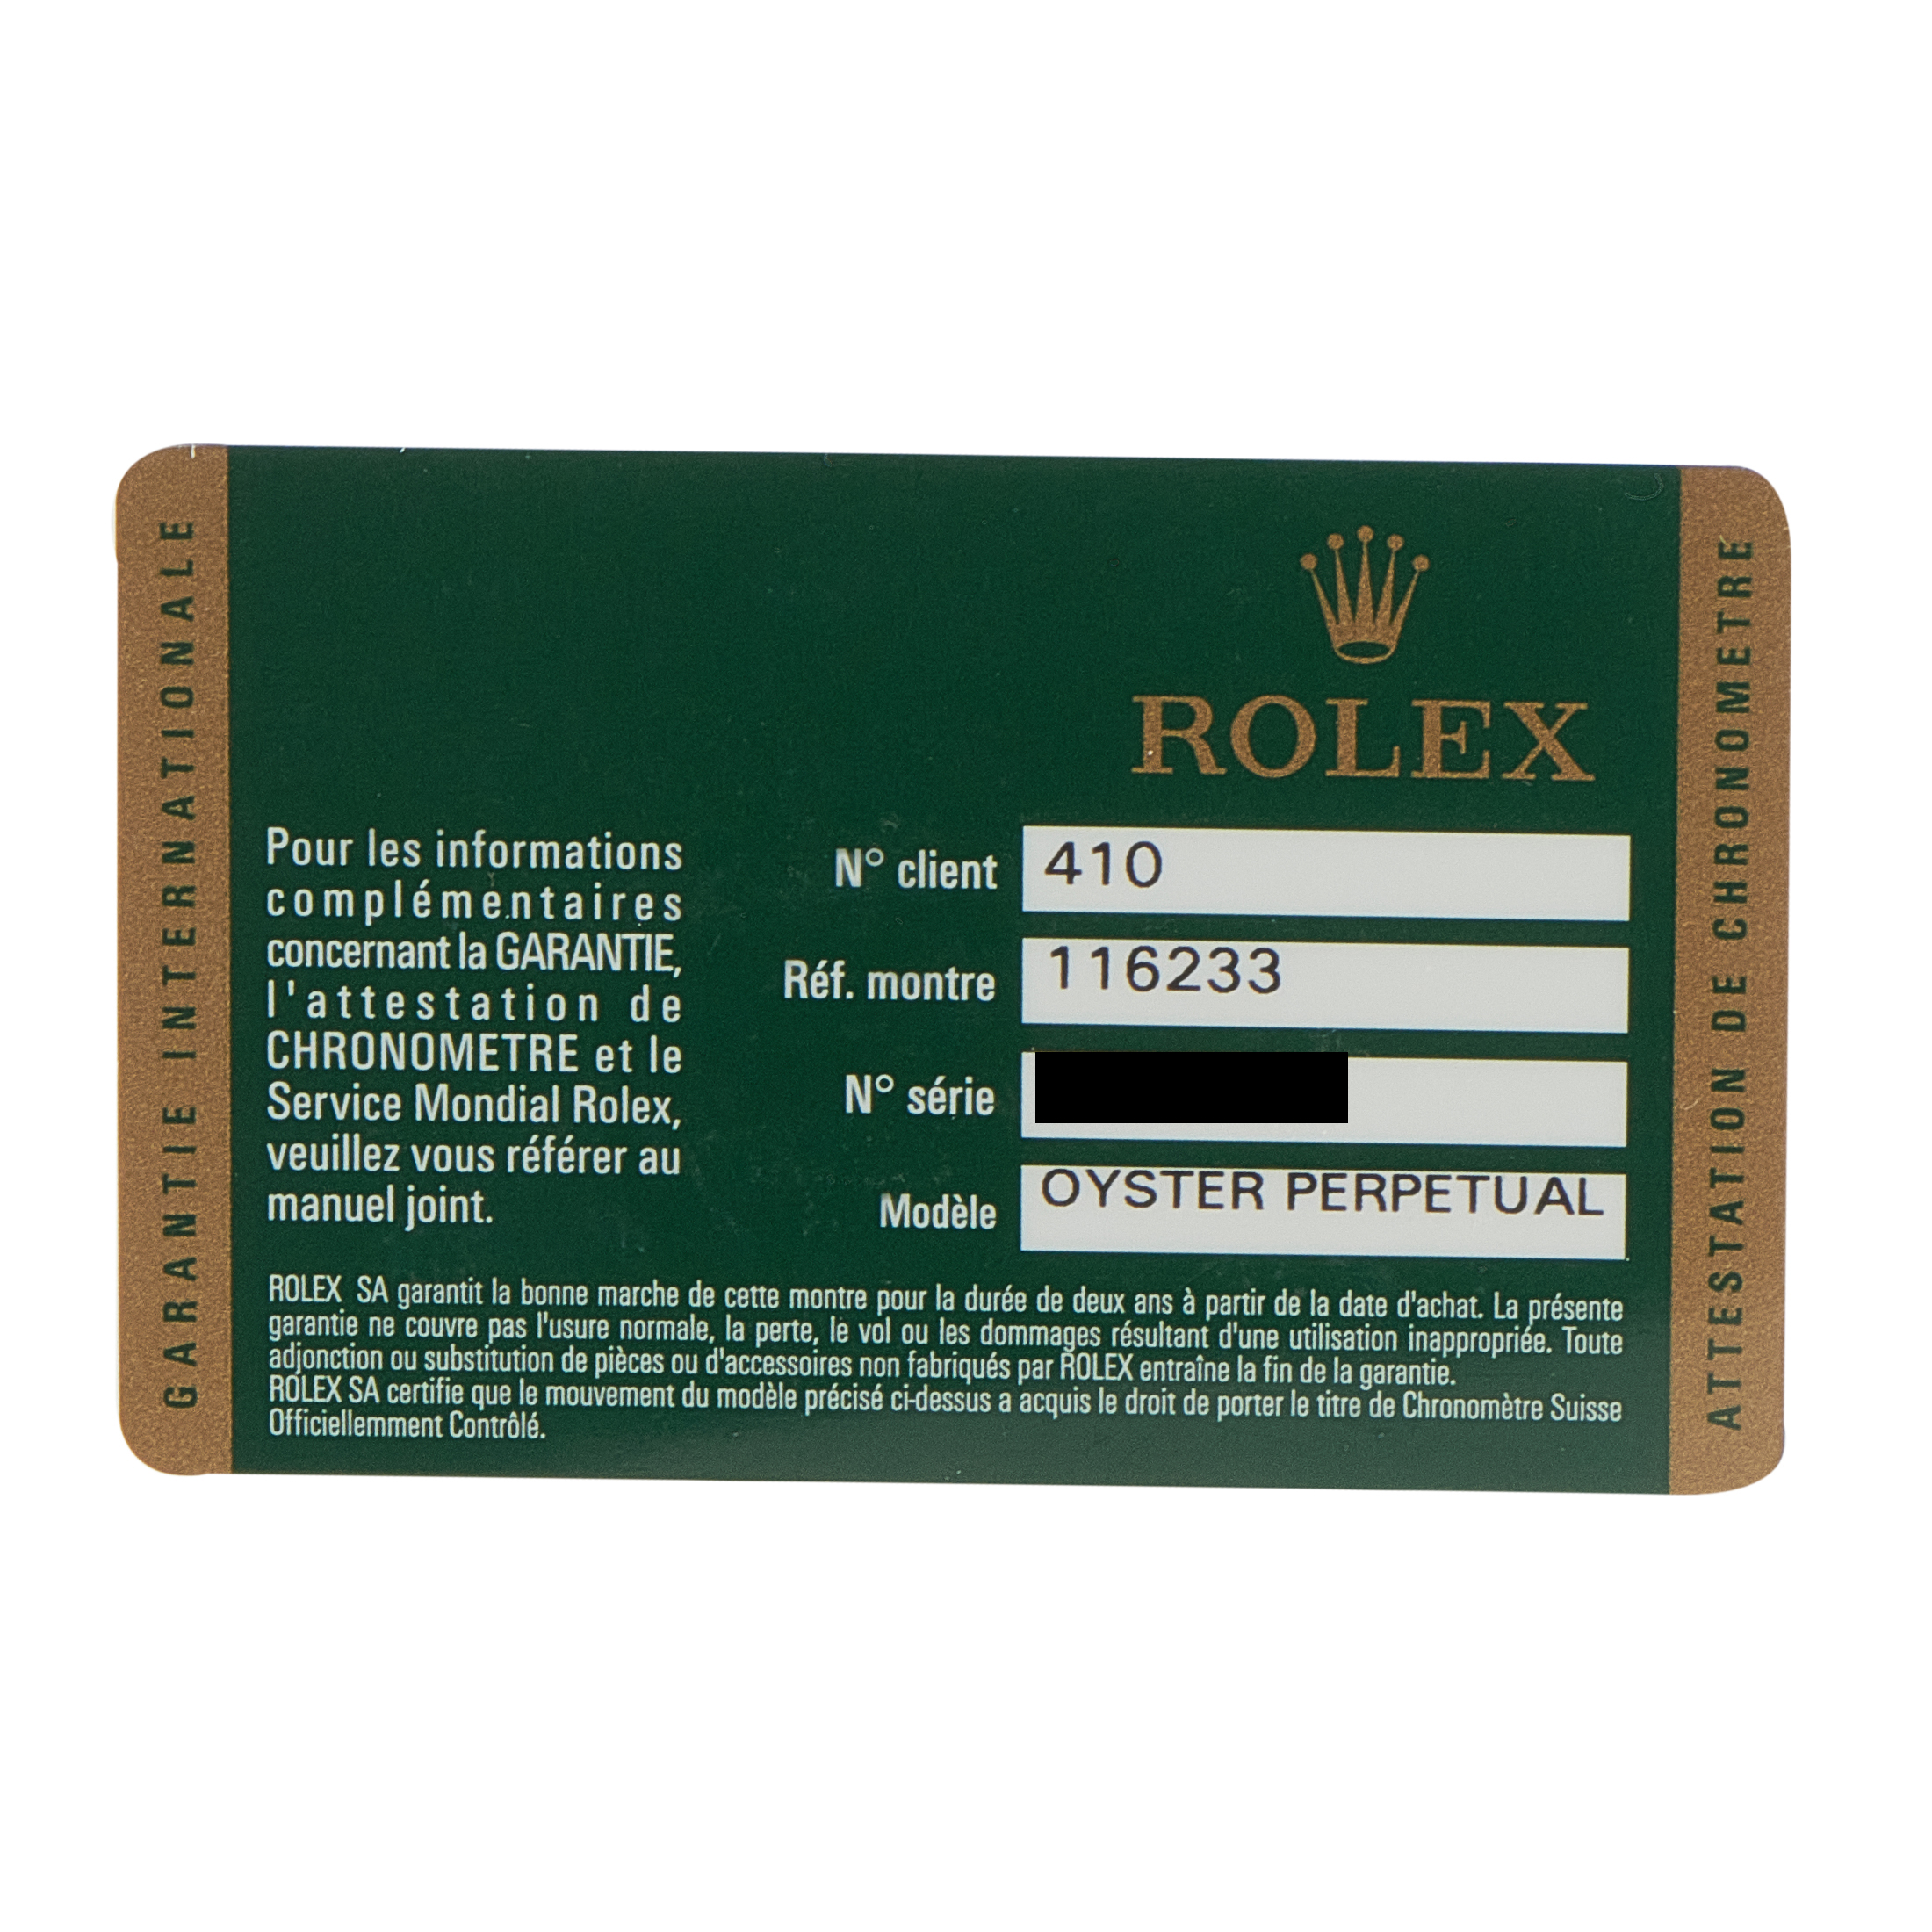 GARANTIE INTERNATIONALE
ROLEX
Pour les informations
complémentaires
concernant la GARANTIE,
l'attestation de
CHRONOMETRE et le
Service Mondial Rolex,
veuillez vous référer au
manuel joint.
N° client 410
Réf. montre 116233
N° série
Modèle OYSTER PERPETUAL
ROLEX SA garantit la bonne marche de cette montre pour la durée de deux ans à partir de la date d'achat. La présente
garantie ne couvre pas l'usure normale, la perte, le vol ou les dommages résultant d'une utilisation inappropriée. Toute
adjonction ou substitution de pièces ou d'accessoires non fabriqués par ROLEX entraîne la fin de la garantie.
ROLEX SA certifie que le mouvement du modèle précisé ci-dessus a acquis le droit de porter le titre de Chronomètre Suisse
Officiellemment Contrôlé.
ATTESTATION DE CHRONOMETRE